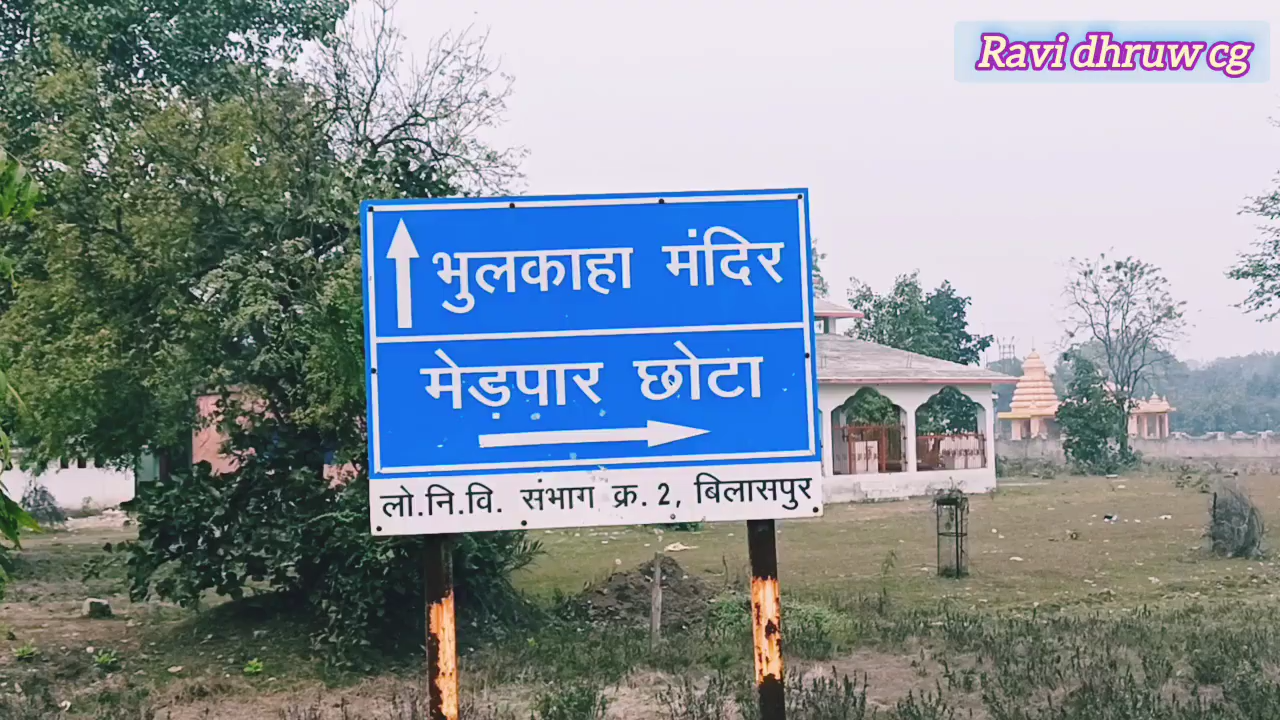 Ravi dhruw cg
भुलकाहा मंदिर
मेड़पार छोटा
लो.नि.वि. संभाग क्र. 2, बिलासपुर